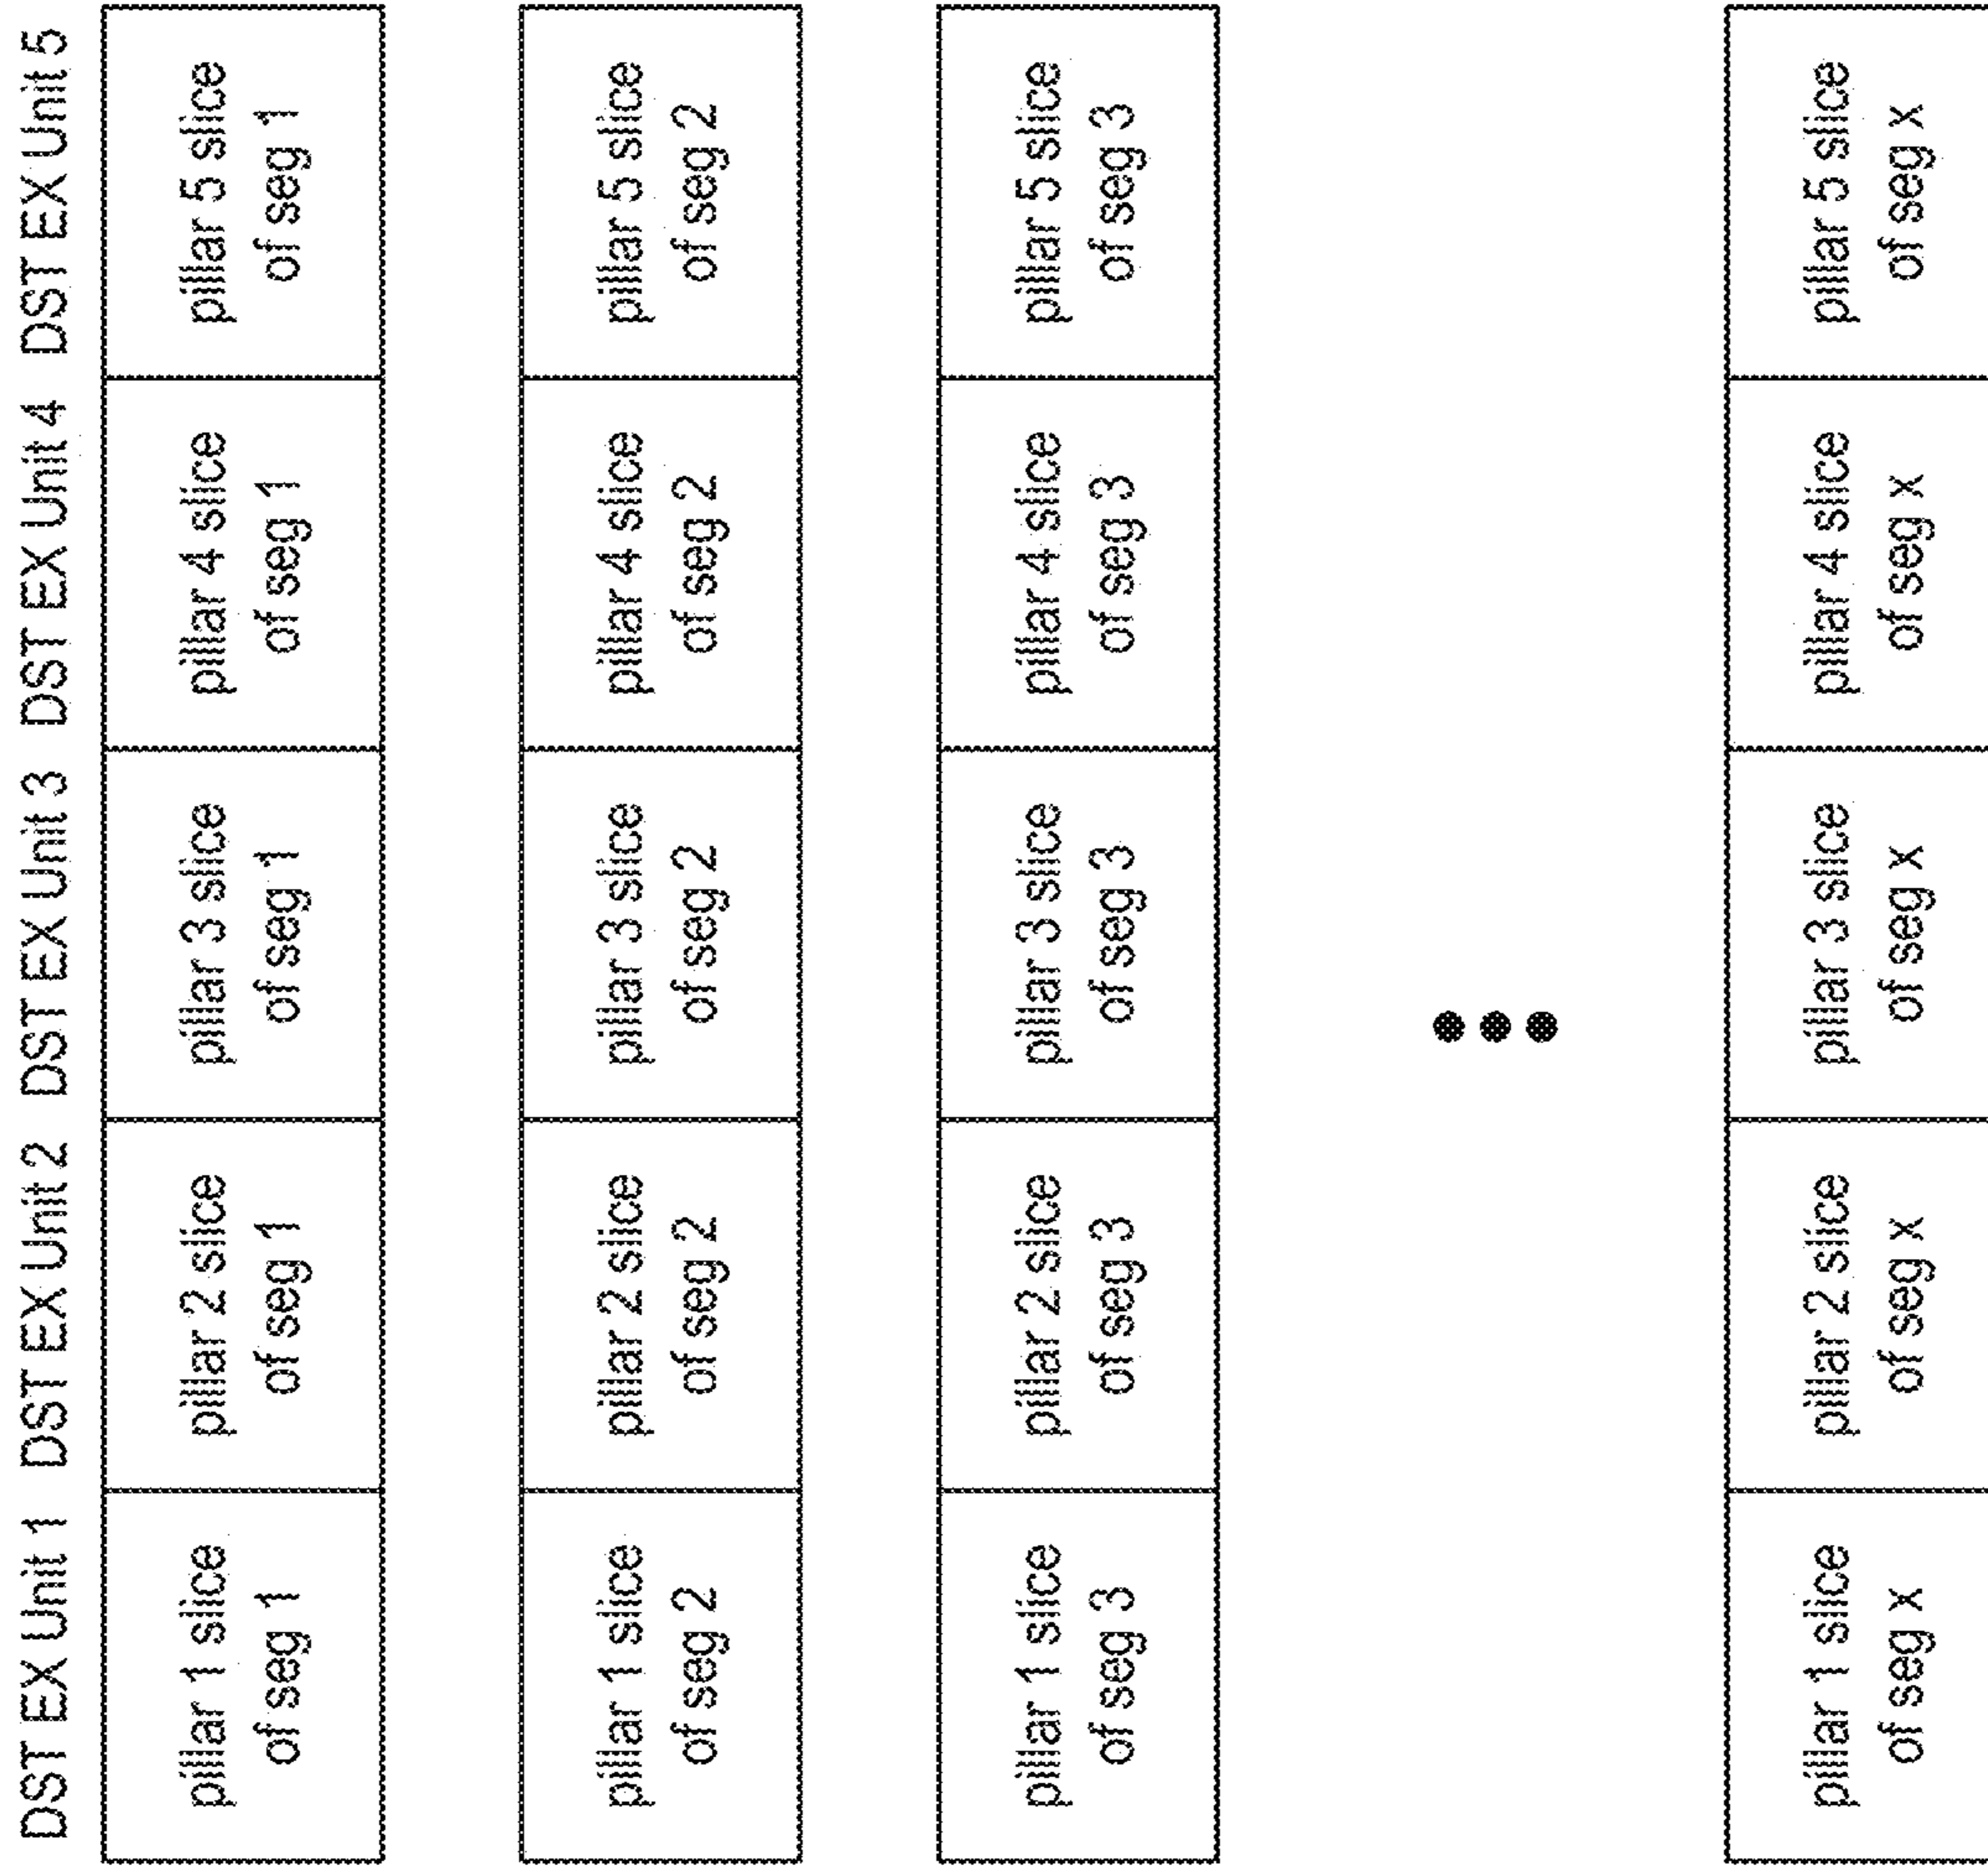 DST EX Unit 1 DST EX Unit 2 DST EX Unit 3 DST EX Unit 4 DST EX Unit 5
pillar 1 slice
of seg 1
pillar 2 slice
of seg 1
pillar 3 slice
of seg 1
pillar 4 slice
of seg 1
pillar 5 slice
of seg 1
pillar 1 slice
of seg 2
pillar 2 slice
of seg 2
pillar 3 slice
of seg 2
pillar 4 slice
of seg 2
pillar 5 slice
of seg 2
pillar 1 slice
of seg 3
pillar 2 slice
of seg 3
pillar 3 slice
of seg 3
pillar 4 slice
of seg 3
pillar 5 slice
of seg 3
pillar 1 slice
of seg x
pillar 2 slice
of seg x
pillar 3 slice
of seg x
pillar 4 slice
of seg x
pillar 5 slice
of seg x